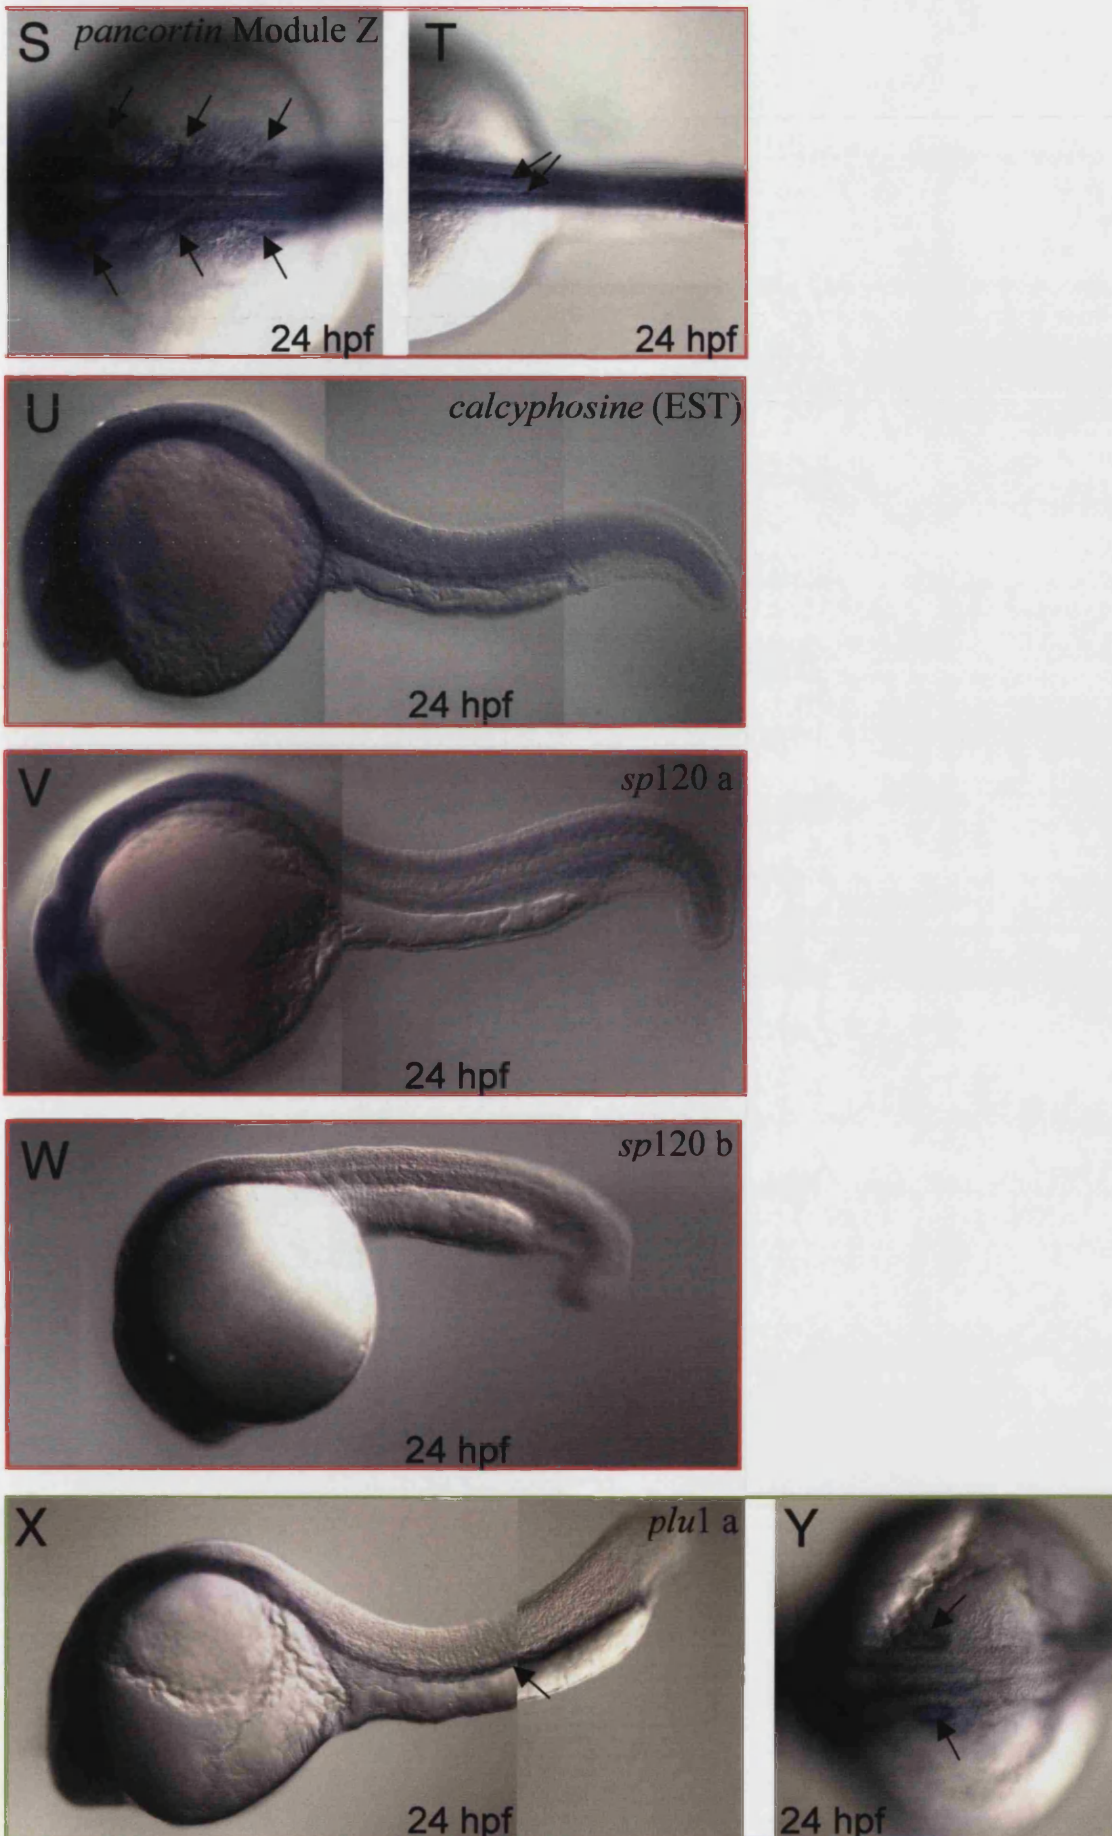 S pancortin Module Z
24 hpf
T
24 hpf
U calcyphosine (EST)
24 hpf
V sp120 a
24 hpf
W sp120 b
24 hpf
X plu1 a
24 hpf
Y
24 hpf